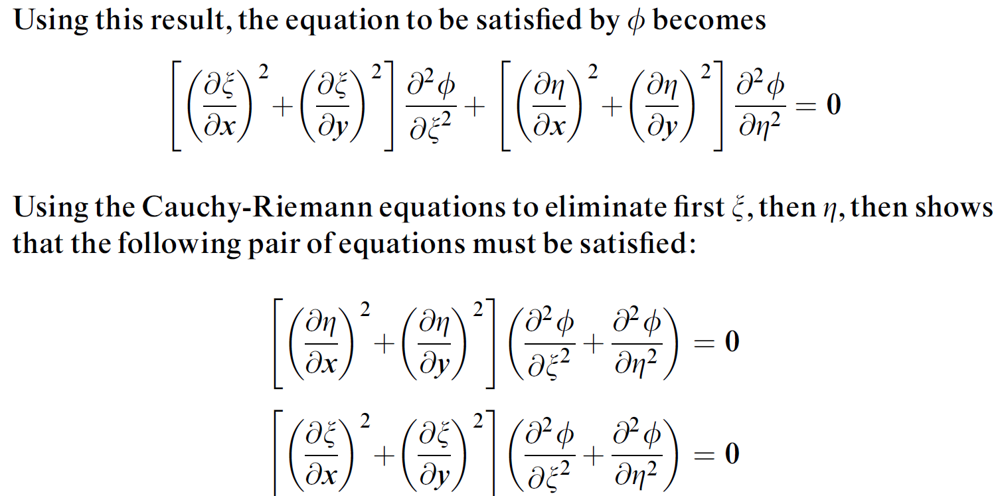 Using this result, the equation to be satisfied by ϕ becomes
[(∂ξ/∂x)² + (∂ξ/∂y)²] ∂²ϕ/∂ξ² + [(∂η/∂x)² + (∂η/∂y)²] ∂²ϕ/∂η² = 0
Using the Cauchy-Riemann equations to eliminate first ξ, then η, then shows
that the following pair of equations must be satisfied:
[(∂η/∂x)² + (∂η/∂y)²] (∂²ϕ/∂ξ² + ∂²ϕ/∂η²) = 0
[(∂ξ/∂x)² + (∂ξ/∂y)²] (∂²ϕ/∂ξ² + ∂²ϕ/∂η²) = 0